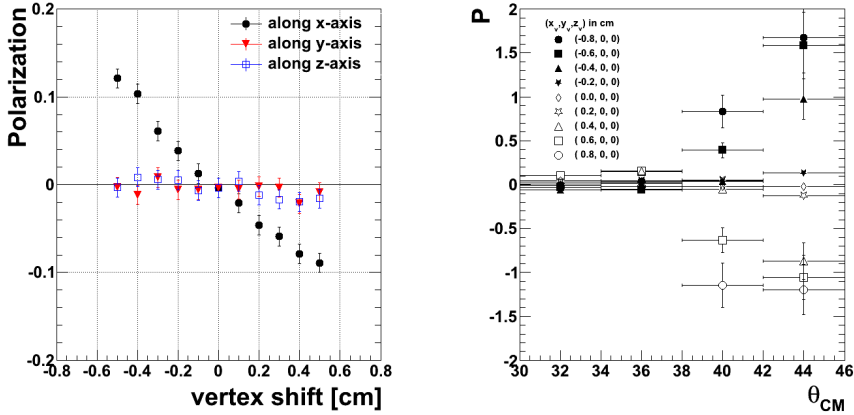 Polarization
0.2
0.1
0
-0.1
-0.2
along x-axis
along y-axis
along z-axis
-0.8 -0.6 -0.4 -0.2 0 0.2 0.4 0.6 0.8
vertex shift [cm]
P
2
1.5
1
0.5
0
-0.5
-1
-1.5
-2
(xᵥ,yᵥ,zᵥ) in cm
(-0.8, 0, 0)
(-0.6, 0, 0)
(-0.4, 0, 0)
(-0.2, 0, 0)
( 0.0, 0, 0)
( 0.2, 0, 0)
( 0.4, 0, 0)
( 0.6, 0, 0)
( 0.8, 0, 0)
30 32 34 36 38 40 42 44 46
θCM